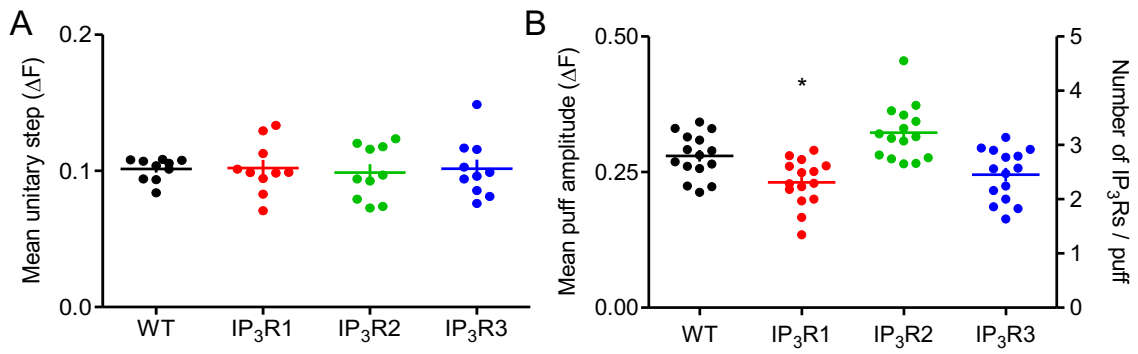 A
Mean unitary step (ΔF)
0.2
0.1
0.0
WT
IP₃R1
IP₃R2
IP₃R3
B
Mean puff amplitude (ΔF)
0.50
0.25
0.00
*
5
4
3
2
1
0
Number of IP₃Rs / puff
WT
IP₃R1
IP₃R2
IP₃R3